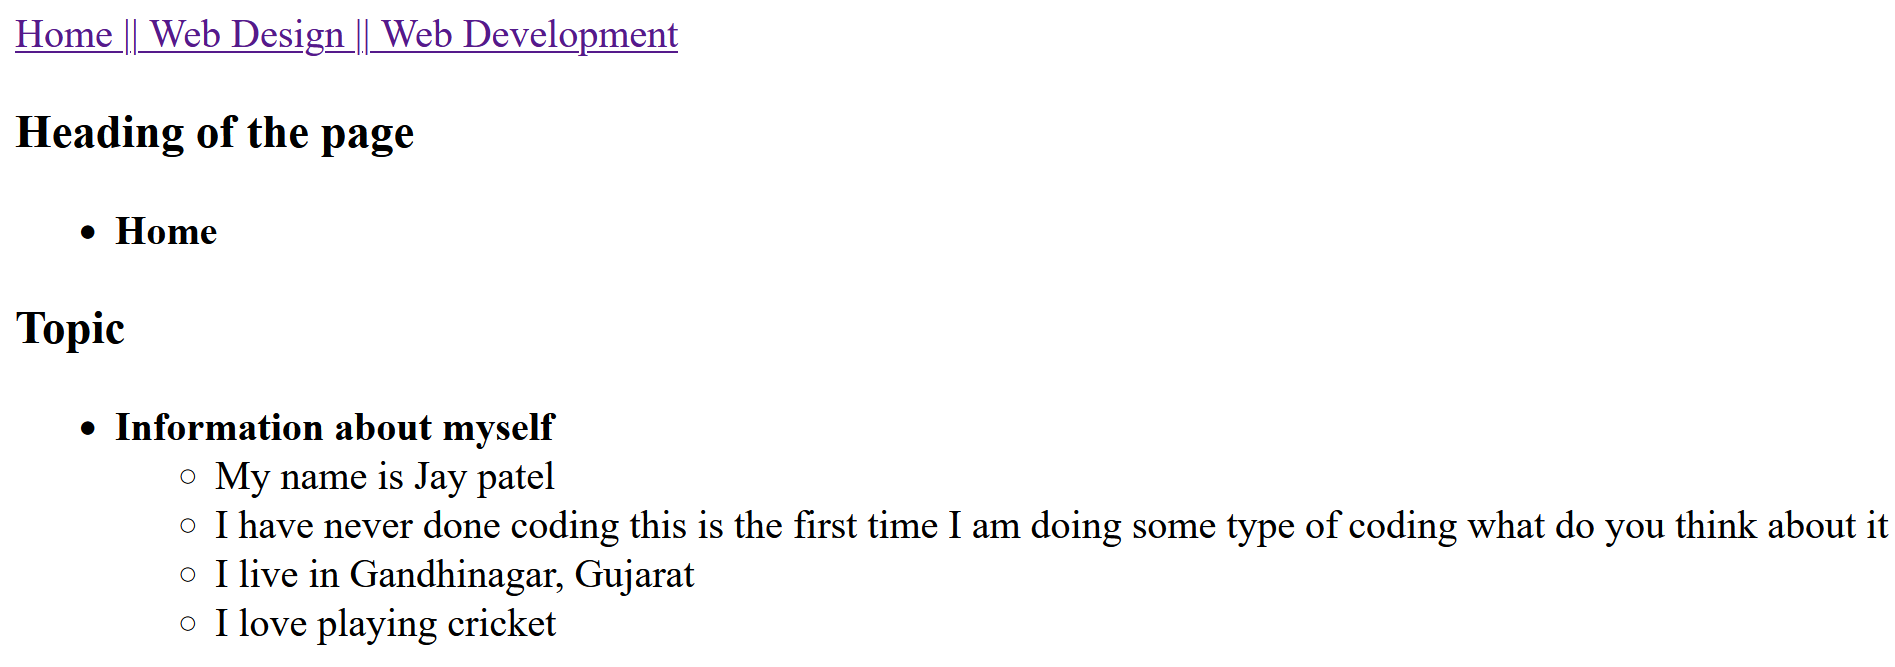 Home || Web Design || Web Development
Heading of the page
Home
Topic
Information about myself
My name is Jay patel
I have never done coding this is the first time I am doing some type of coding what do you think about it
I live in Gandhinagar, Gujarat
I love playing cricket